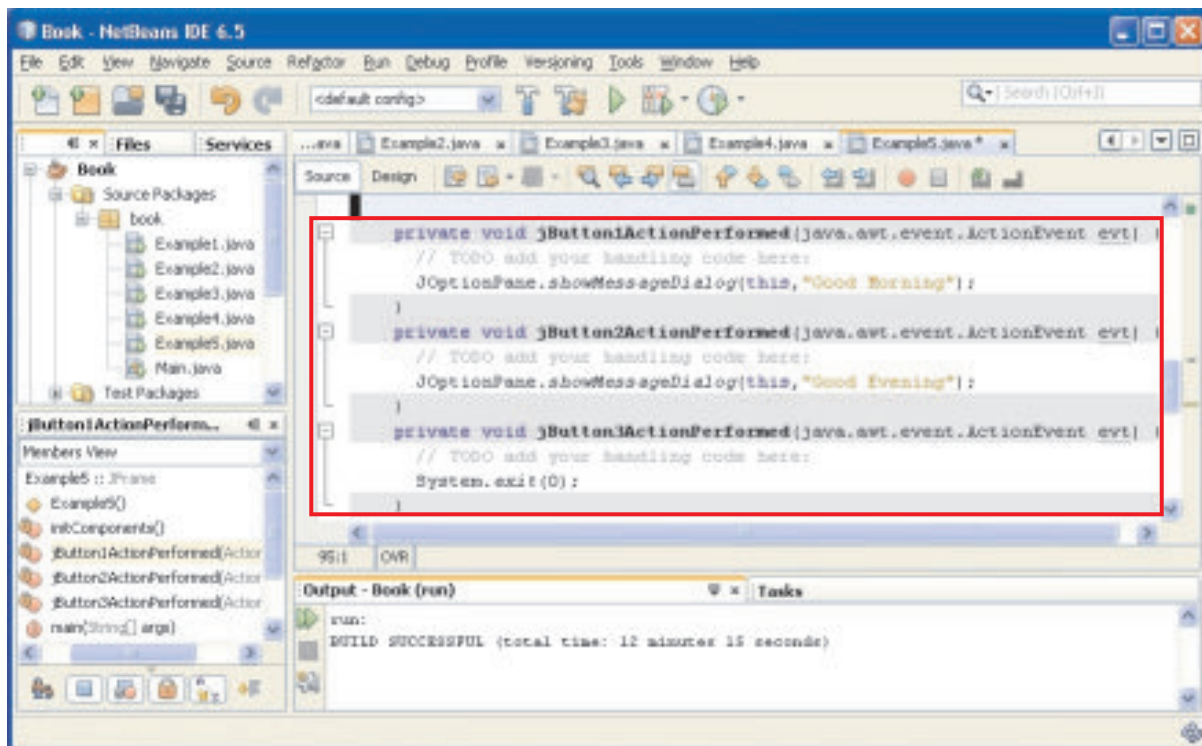 Book - NetBeans IDE 6.5
File Edit View Navigate Source Refactor Run Debug Profile Versioning Tools Window Help
<default config>
Search (Ctrl+I)
Files Services
...ava Example2.java Example3.java Example4.java Example5.java *
Source Design
Book
Source Packages
book
Example1.java
Example2.java
Example3.java
Example4.java
Example5.java
Main.java
Test Packages
private void jButton1ActionPerformed(java.awt.event.ActionEvent evt) {
// TODO add your handling code here:
JOptionPane.showMessageDialog(this,"Good Morning");
}
private void jButton2ActionPerformed(java.awt.event.ActionEvent evt) {
// TODO add your handling code here:
JOptionPane.showMessageDialog(this,"Good Evening");
}
private void jButton3ActionPerformed(java.awt.event.ActionEvent evt) {
// TODO add your handling code here:
System.exit(0);
}
95:1 OVR
jButton1ActionPerform...
Members View
Example5 :: JFrame
Example5()
initComponents()
jButton1ActionPerformed(Action
jButton2ActionPerformed(Action
jButton3ActionPerformed(Action
main(String[] args)
Output - Book (run) Tasks
run:
BUILD SUCCESSFUL (total time: 12 minutes 15 seconds)